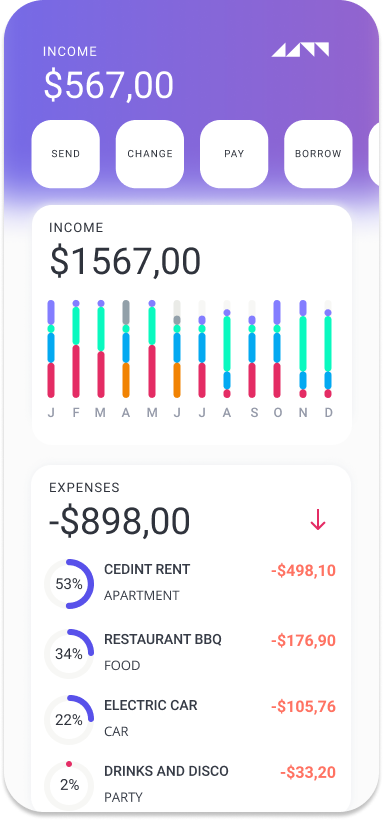 INCOME
$567,00
SEND CHANGE PAY BORROW
INCOME
$1567,00
J F M A M J J A S O N D
EXPENSES
-$898,00
53% CEDINT RENT -$498,10
APARTMENT
34% RESTAURANT BBQ -$176,90
FOOD
22% ELECTRIC CAR -$105,76
CAR
2% DRINKS AND DISCO -$33,20
PARTY